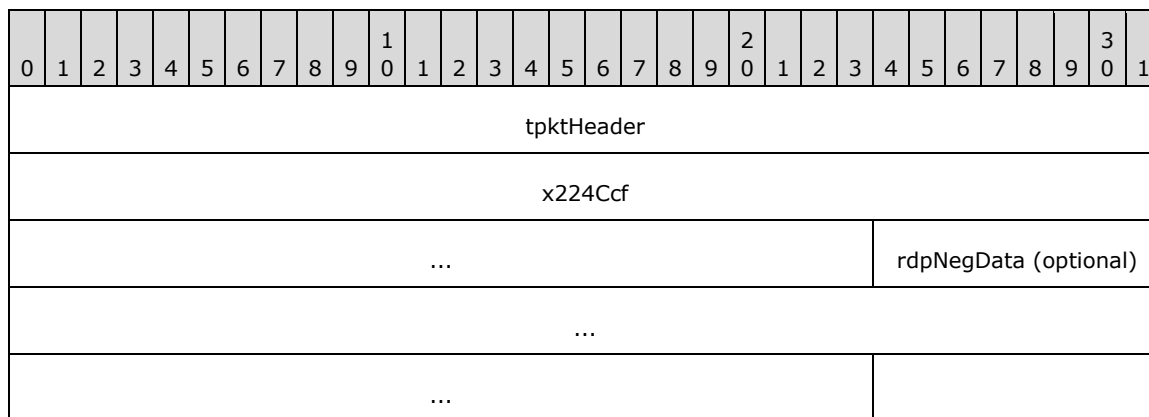 1 2 3
0 1 2 3 4 5 6 7 8 9 0 1 2 3 4 5 6 7 8 9 0 1 2 3 4 5 6 7 8 9 0 1
tpktHeader
x224Ccf
... rdpNegData (optional)
...
...